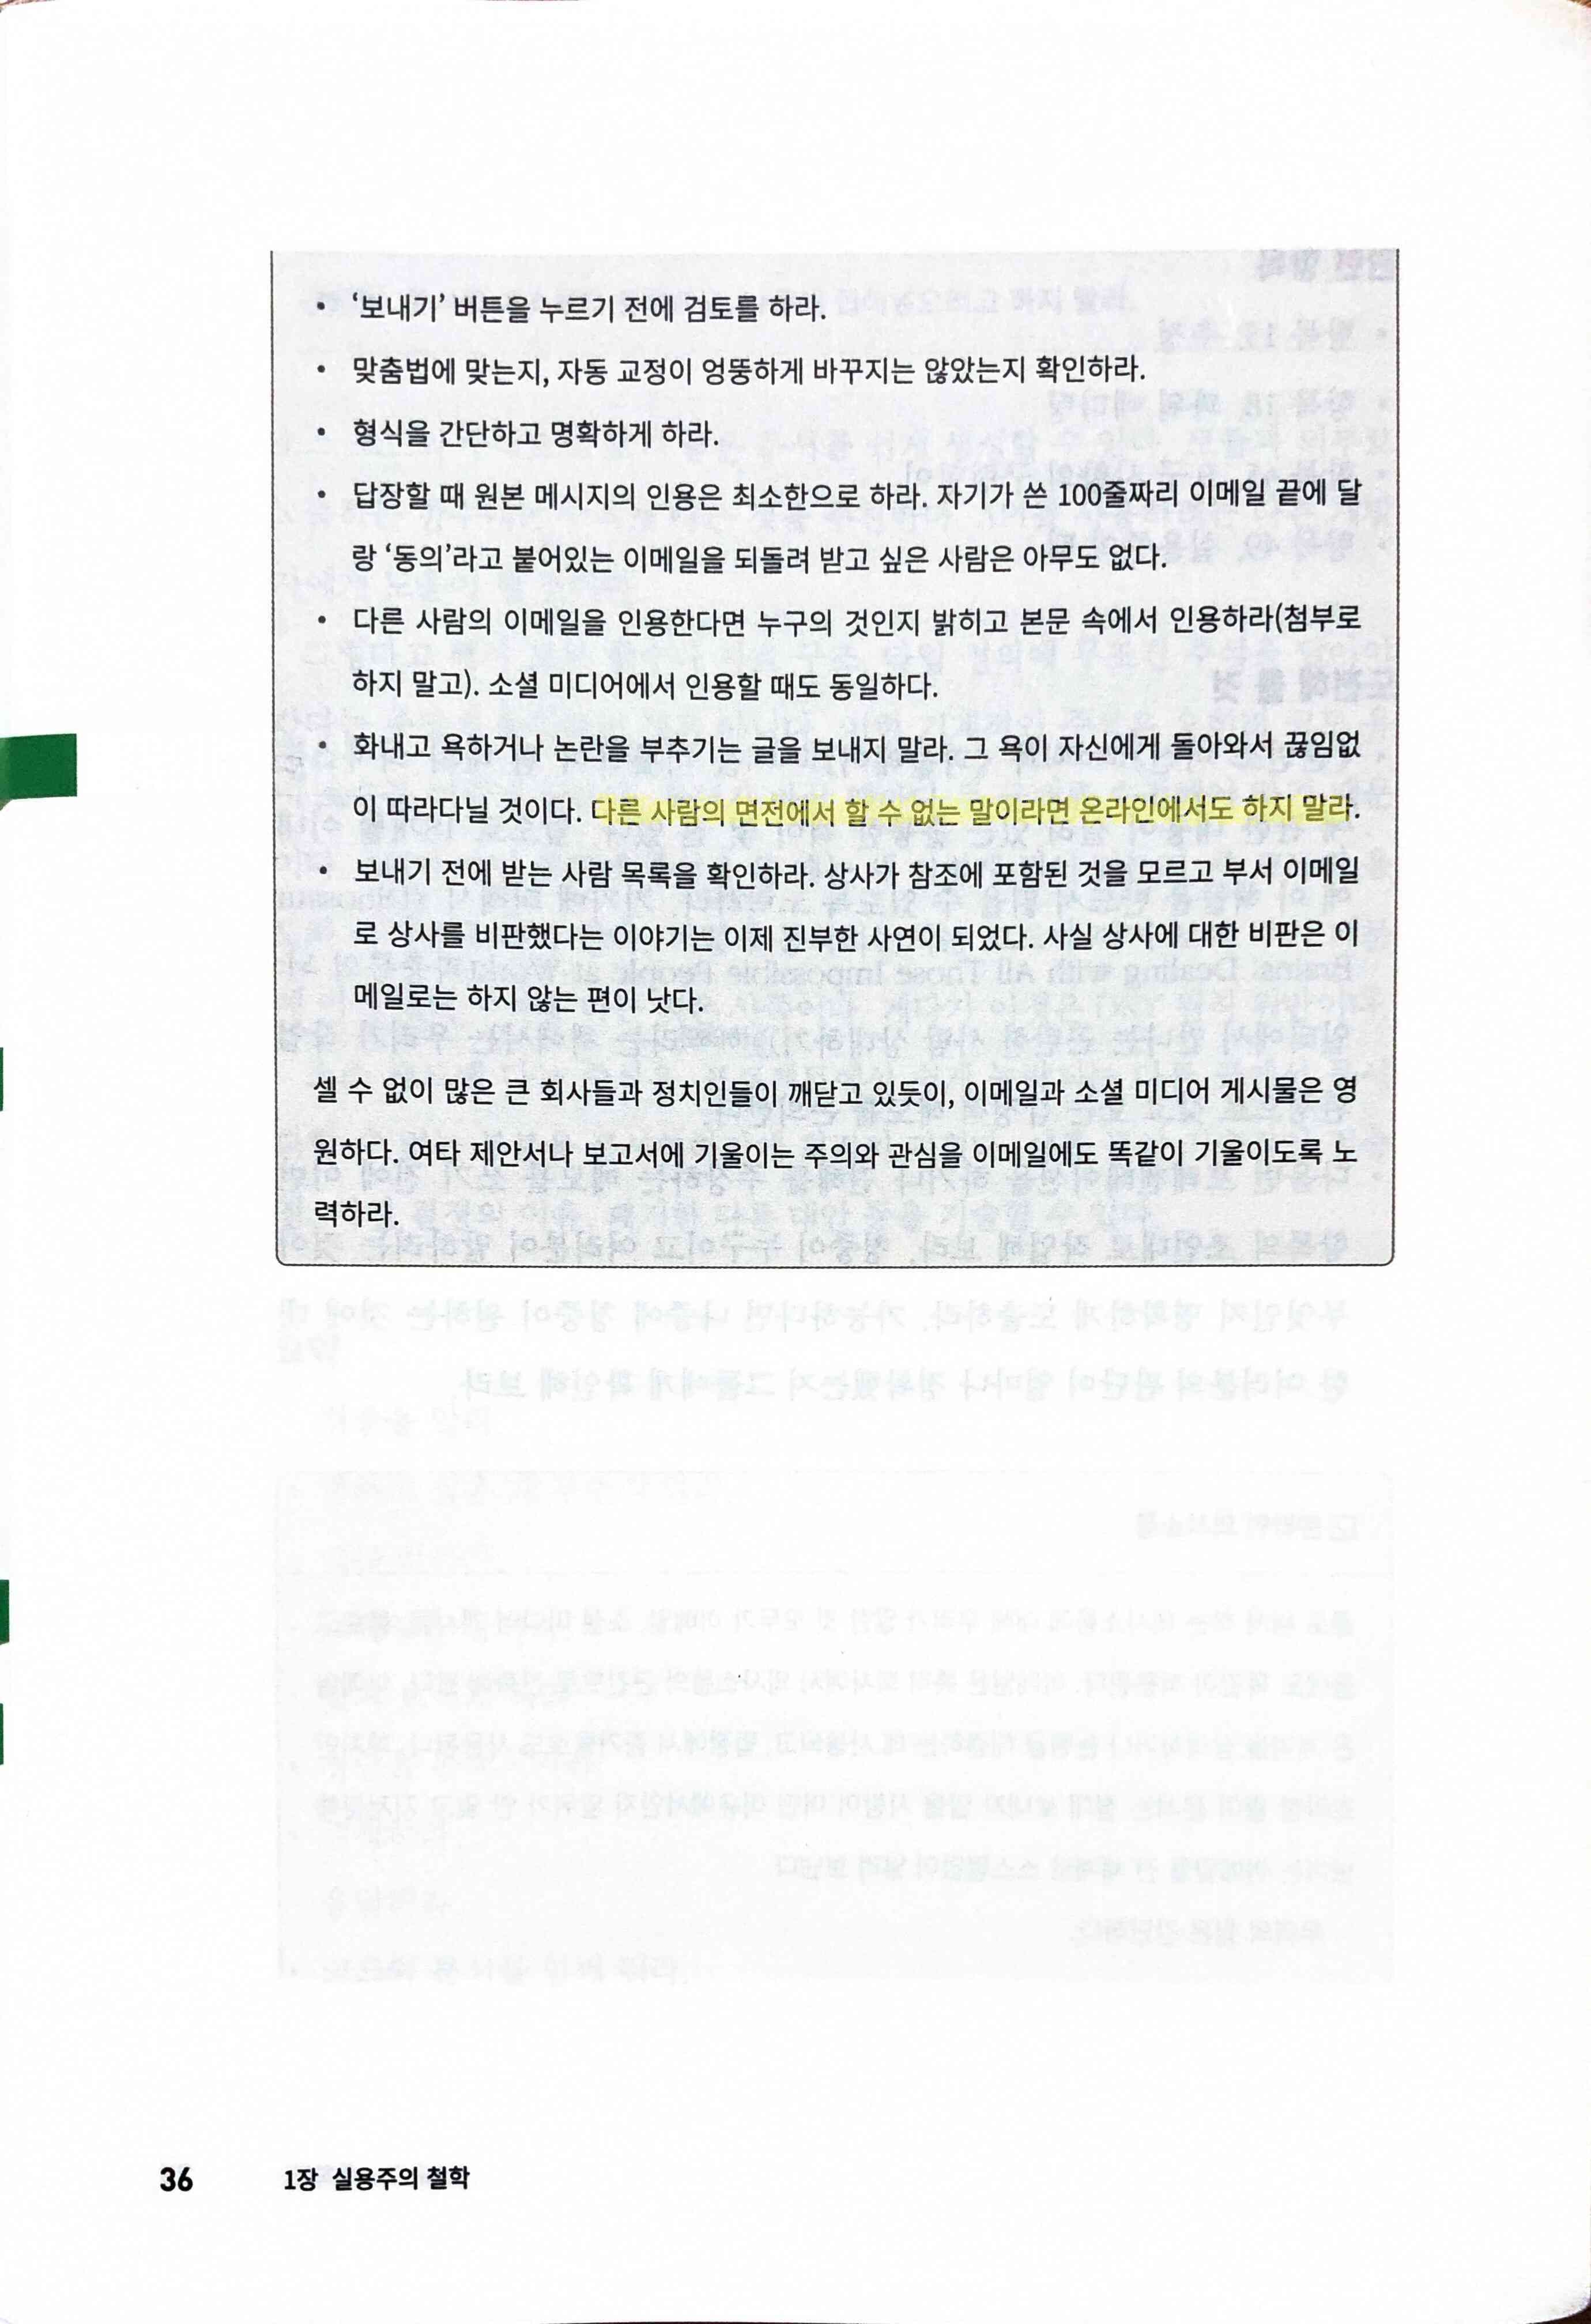 • ‘보내기’ 버튼을 누르기 전에 검토를 하라.
• 맞춤법에 맞는지, 자동 교정이 엉뚱하게 바꾸지는 않았는지 확인하라.
• 형식을 간단하고 명확하게 하라.
• 답장할 때 원본 메시지의 인용은 최소한으로 하라. 자기가 쓴 100줄짜리 이메일 끝에 달
랑 ‘동의’라고 붙어있는 이메일을 되돌려 받고 싶은 사람은 아무도 없다.
• 다른 사람의 이메일을 인용한다면 누구의 것인지 밝히고 본문 속에서 인용하라(첨부로
하지 말고). 소셜 미디어에서 인용할 때도 동일하다.
• 화내고 욕하거나 논란을 부추기는 글을 보내지 말라. 그 욕이 자신에게 돌아와서 끊임없
이 따라다닐 것이다. 다른 사람의 면전에서 할 수 없는 말이라면 온라인에서도 하지 말라.
• 보내기 전에 받는 사람 목록을 확인하라. 상사가 참조에 포함된 것을 모르고 부서 이메일
로 상사를 비판했다는 이야기는 이제 진부한 사연이 되었다. 사실 상사에 대한 비판은 이
메일로는 하지 않는 편이 낫다.
셀 수 없이 많은 큰 회사들과 정치인들이 깨닫고 있듯이, 이메일과 소셜 미디어 게시물은 영
원하다. 여타 제안서나 보고서에 기울이는 주의와 관심을 이메일에도 똑같이 기울이도록 노
력하라.
36 1장 실용주의 철학